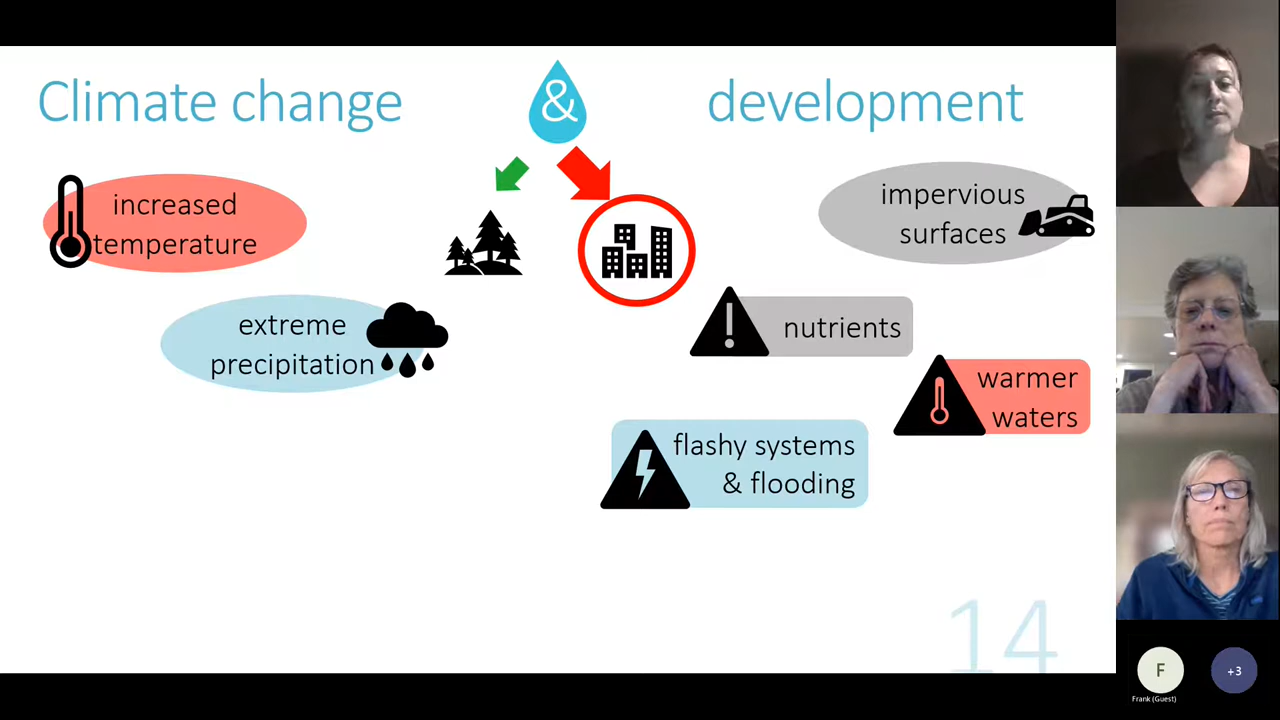 Climate change
&
development
increased
temperature
impervious
surfaces
extreme
precipitation
nutrients
warmer
waters
flashy systems
& flooding
14
F
+3
Frank (Guest)